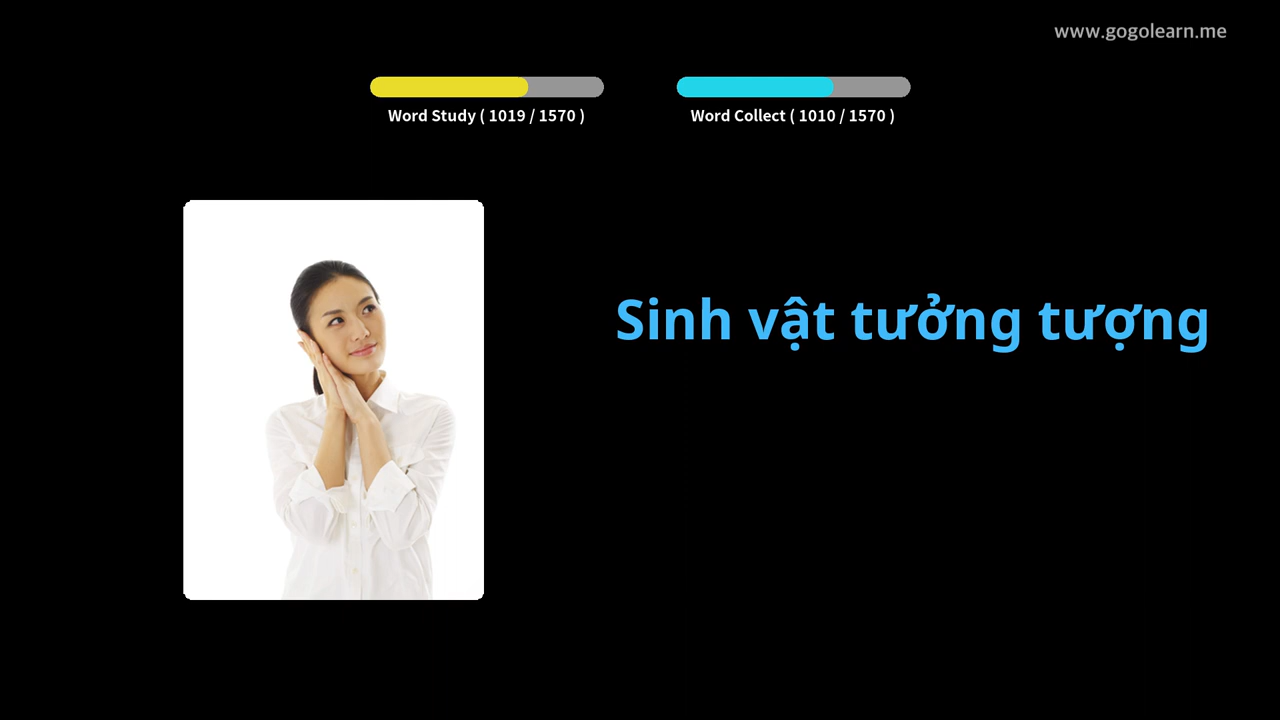 www.gogolearn.me
Word Study ( 1019 / 1570 )
Word Collect ( 1010 / 1570 )
Sinh vật tưởng tượng